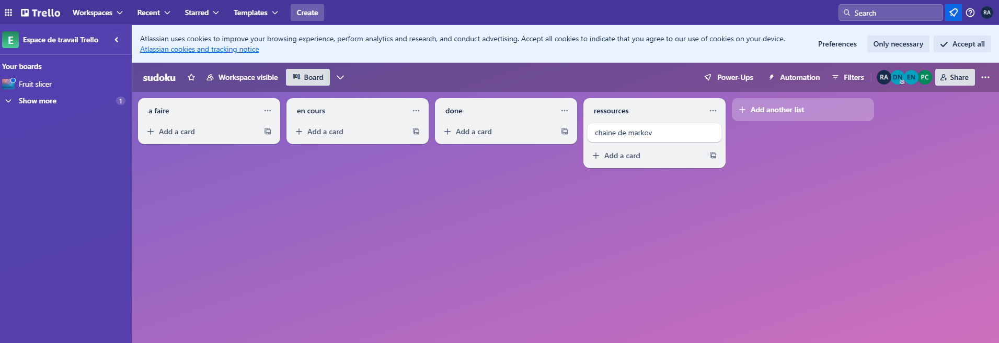 Trello Workspaces Recent Starred Templates Create Search RA
E Espace de travail Trello
Your boards
Fruit slicer
Show more 1
Atlassian uses cookies to improve your browsing experience, perform analytics and research, and conduct advertising. Accept all cookies to indicate that you agree to our use of cookies on your device.
Atlassian cookies and tracking notice
Preferences Only necessary Accept all
sudoku Workspace visible Board Power-Ups Automation Filters RA DN EN PC Share
a faire
Add a card
en cours
Add a card
done
Add a card
ressources
chaine de markov
Add a card
Add another list